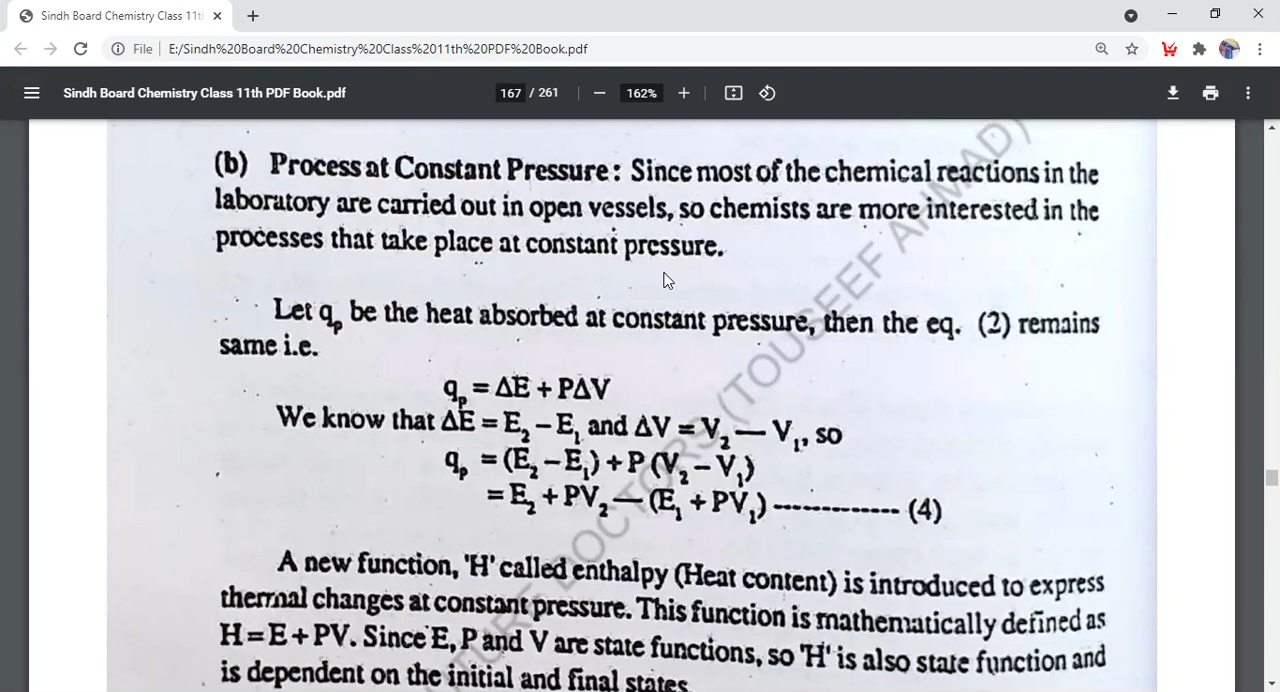 Sindh Board Chemistry Class 11th
File | E:/Sindh%20Board%20Chemistry%20Class%2011th%20PDF%20Book.pdf
Sindh Board Chemistry Class 11th PDF Book.pdf
167 / 261
162%
(b) Process at Constant Pressure: Since most of the chemical reactions in the
laboratory are carried out in open vessels, so chemists are more interested in the
processes that take place at constant pressure.
Let qₚ be the heat absorbed at constant pressure, then the eq. (2) remains
same i.e.
qₚ = ΔE + PΔV
We know that ΔE = E₂ – E₁ and ΔV = V₂ — V₁, so
qₚ = (E₂ – E₁) + P (V₂ – V₁)
= E₂ + PV₂ — (E₁ + PV₁) ------------- (4)
A new function, 'H' called enthalpy (Heat content) is introduced to express
thermal changes at constant pressure. This function is mathematically defined as
H = E + PV. Since E, P and V are state functions, so 'H' is also state function and
is dependent on the initial and final states.
DOCTORS (TOUSEEF AHMAD)